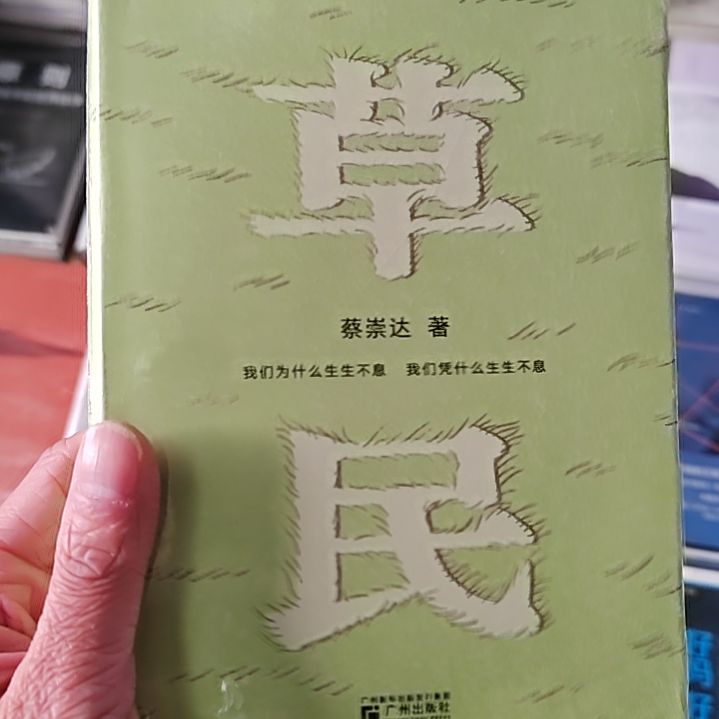 草
蔡崇达 著
我们为什么生生不息 我们凭什么生生不息
民
广州出版社